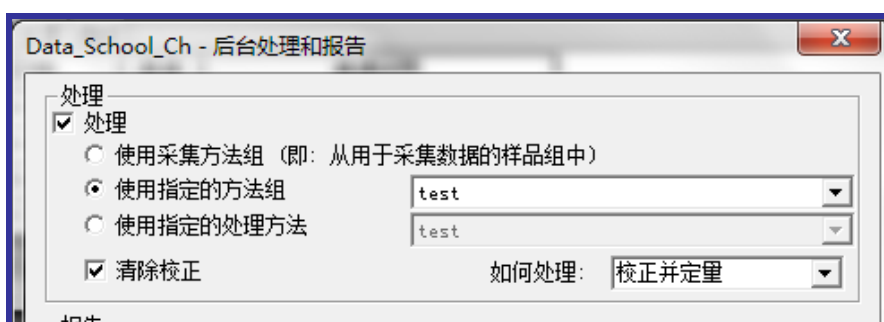 Data_School_Ch - 后台处理和报告
处理
处理
使用采集方法组（即：从用于采集数据的样品组中）
使用指定的方法组 test
使用指定的处理方法 test
清除校正 如何处理： 校正并定量